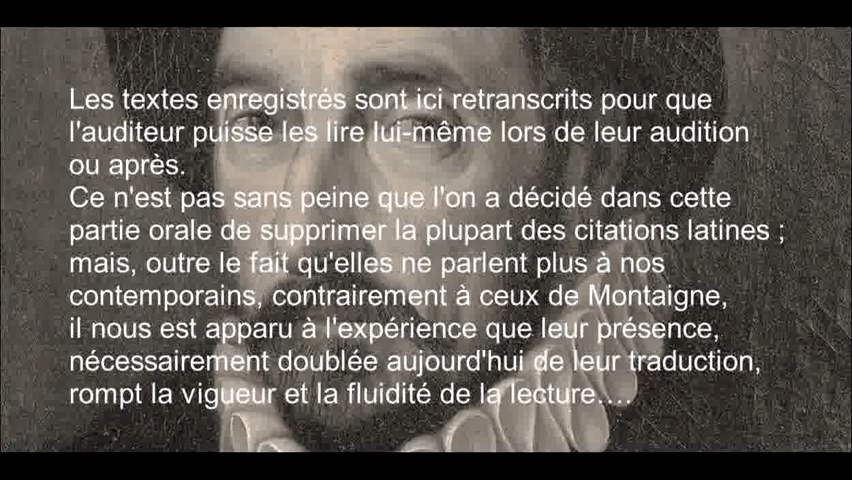 Les textes enregistrés sont ici retranscrits pour que
l'auditeur puisse les lire lui-même lors de leur audition
ou après.
Ce n'est pas sans peine que l'on a décidé dans cette
partie orale de supprimer la plupart des citations latines ;
mais, outre le fait qu'elles ne parlent plus à nos
contemporains, contrairement à ceux de Montaigne,
il nous est apparu à l'expérience que leur présence,
nécessairement doublée aujourd'hui de leur traduction,
rompt la vigueur et la fluidité de la lecture....